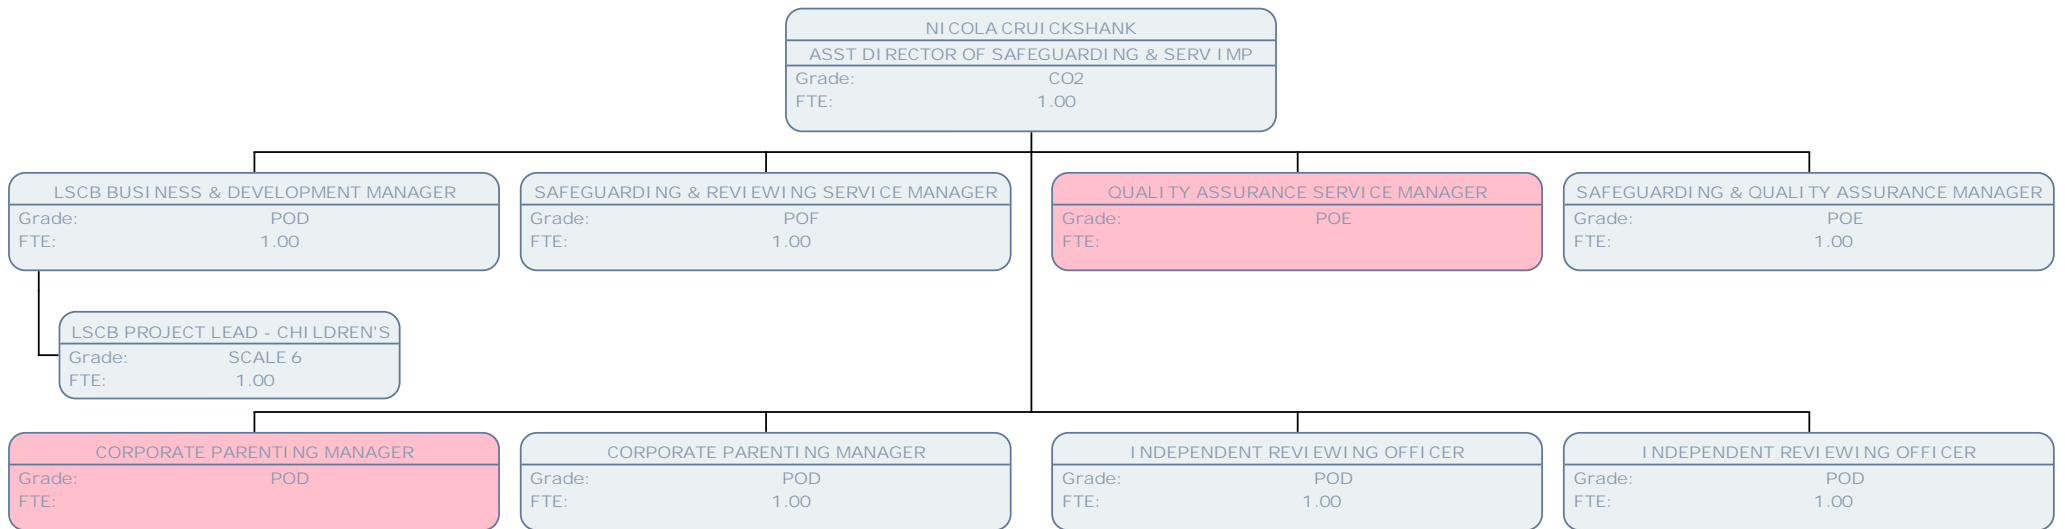 NICOLA CRUICKSHANK
ASST DIRECTOR OF SAFEGUARDING & SERV IMP
Grade: CO2
FTE: 1.00
LSCB BUSINESS & DEVELOPMENT MANAGER
Grade: POD
FTE: 1.00
SAFEGUARDING & REVIEWING SERVICE MANAGER
Grade: POF
FTE: 1.00
QUALITY ASSURANCE SERVICE MANAGER
Grade: POE
FTE:
SAFEGUARDING & QUALITY ASSURANCE MANAGER
Grade: POE
FTE: 1.00
LSCB PROJECT LEAD - CHILDREN'S
Grade: SCALE 6
FTE: 1.00
CORPORATE PARENTING MANAGER
Grade: POD
FTE:
CORPORATE PARENTING MANAGER
Grade: POD
FTE: 1.00
INDEPENDENT REVIEWING OFFICER
Grade: POD
FTE: 1.00
INDEPENDENT REVIEWING OFFICER
Grade: POD
FTE: 1.00